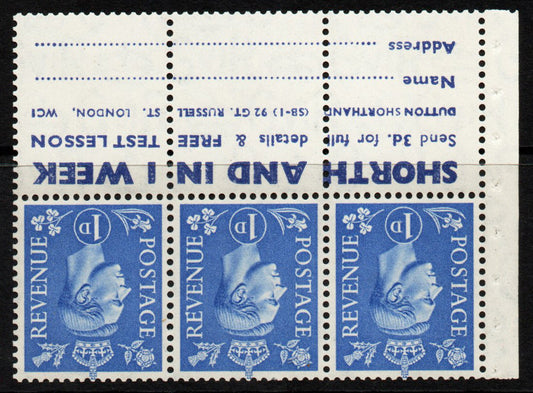 SHORTHAND IN 1 WEEK
Send 3d. for full details & FREE TEST LESSON
DUTTON SHORTHAND (SB-1) 92 GT. RUSSELL ST. LONDON, WC1
Name
Address
REVENUE
1D
POSTAGE
REVENUE
1D
POSTAGE
REVENUE
1D
POSTAGE